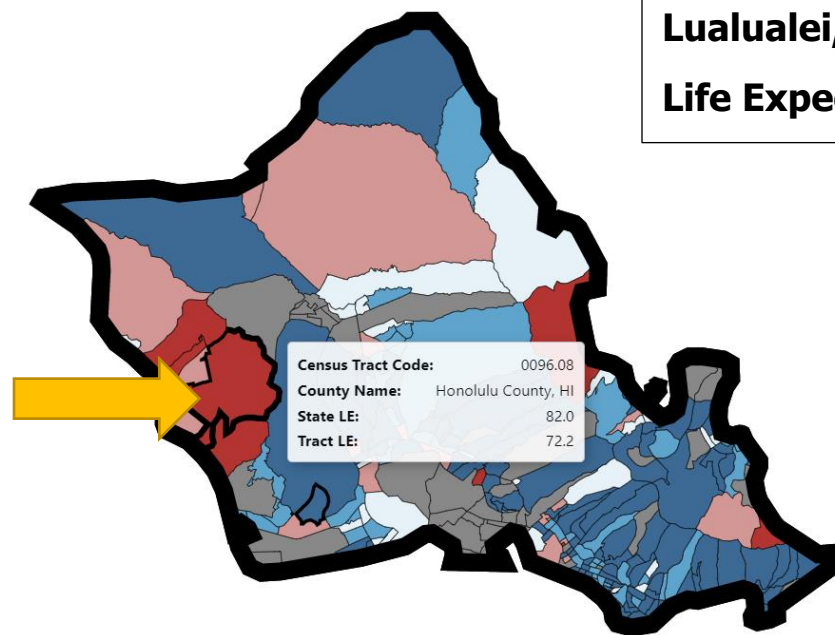 Lualualei,
Life
Census Tract Code: 0096.08
County Name: Honolulu County, HI
State LE: 82.0
Tract LE: 72.2